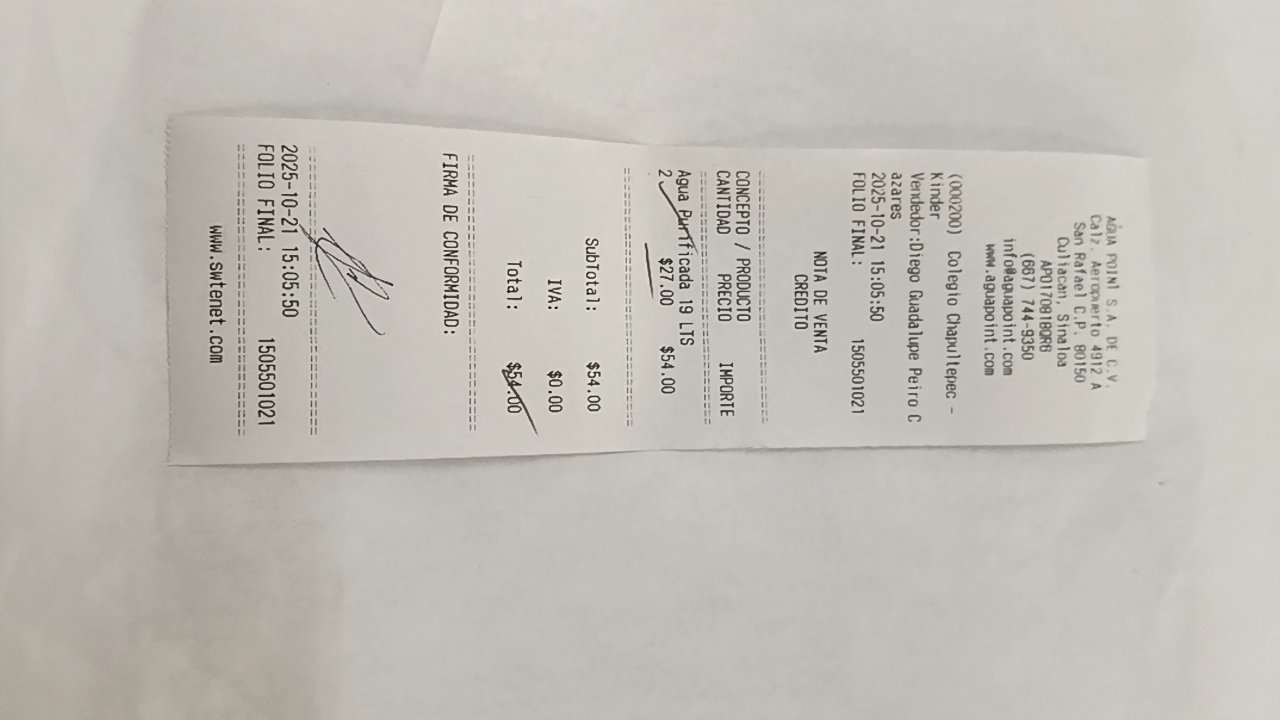 AGUA POINT S.A. DE C.V.
Calz. Aeropuerto 4912 A
San Rafael C.P. 80150
Culiacan, Sinaloa
APO170818QR6
(667) 744-9350
info@aguapoint.com
www.aguapoint.com
(000200) Colegio Chapultepec -
Kinder
Vendedor:Diego Guadalupe Peiro C
azares
2025-10-21 15:05:50
FOLIO FINAL: 1505501021
NOTA DE VENTA
CREDITO
CONCEPTO / PRODUCTO
CANTIDAD PRECIO IMPORTE
Agua Purificada 19 LTS
2 $27.00 $54.00
SubTotal: $54.00
IVA: $0.00
Total: $54.00
FIRMA DE CONFORMIDAD:
2025-10-21 15:05:50
FOLIO FINAL: 1505501021
www.swtenet.com